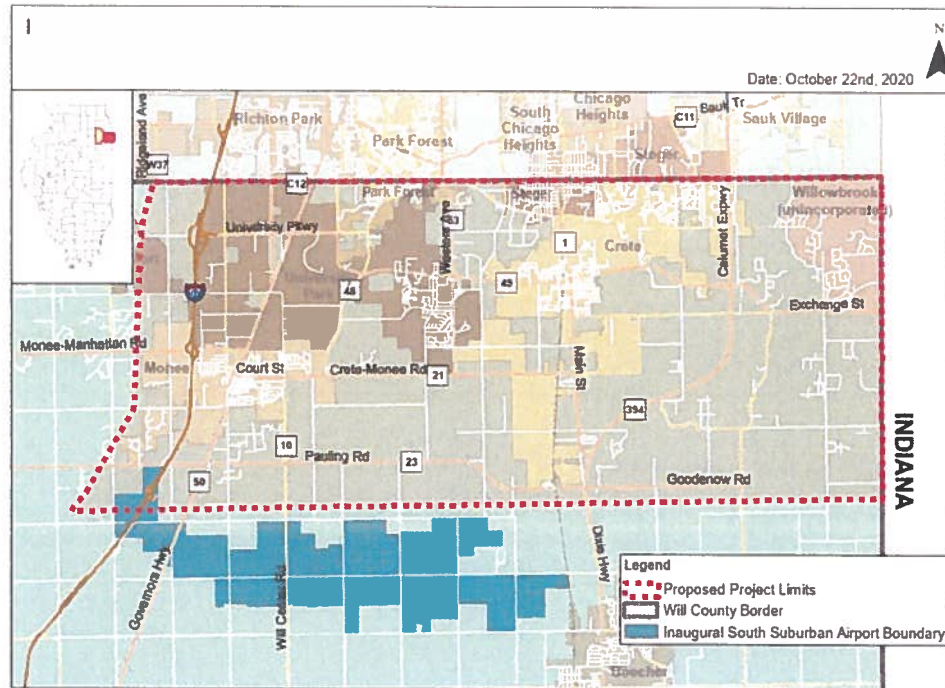 N
Date: October 22nd, 2020
Ridgeland Ave
Richton Park
Park Forest
South
Chicago
Heights
Chicago
Heights
C11
Sauk Tr
Sauk Village
Steger
W37
C12
Park Forest
Steger
Willowbrook
(unincorporated)
University Pkwy
Western Ave
1
Crete
Calumet Expwy
45
57
Exchange St
Monee-Manhattan Rd
Monee
Court St
Crete-Monee Rd
21
Main St
394
INDIANA
10
Pauling Rd
23
50
Goodenow Rd
Governors Hwy
Will Center Rd
Dixie Hwy
Beecher
Legend
Proposed Project Limits
Will County Border
Inaugural South Suburban Airport Boundary